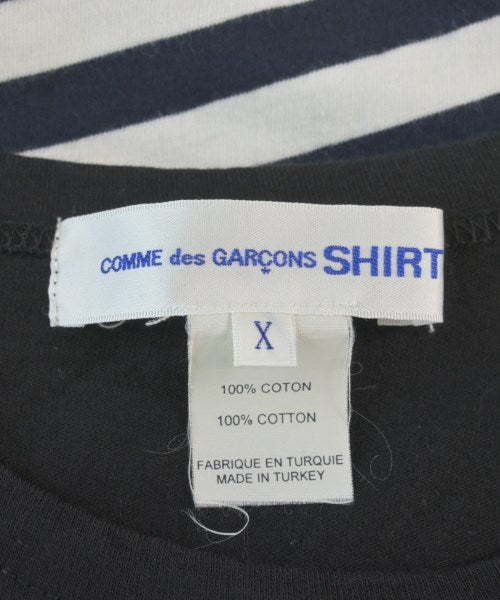 COMME des GARÇONS SHIRT
X
100% COTON
100% COTTON
FABRIQUE EN TURQUIE
MADE IN TURKEY